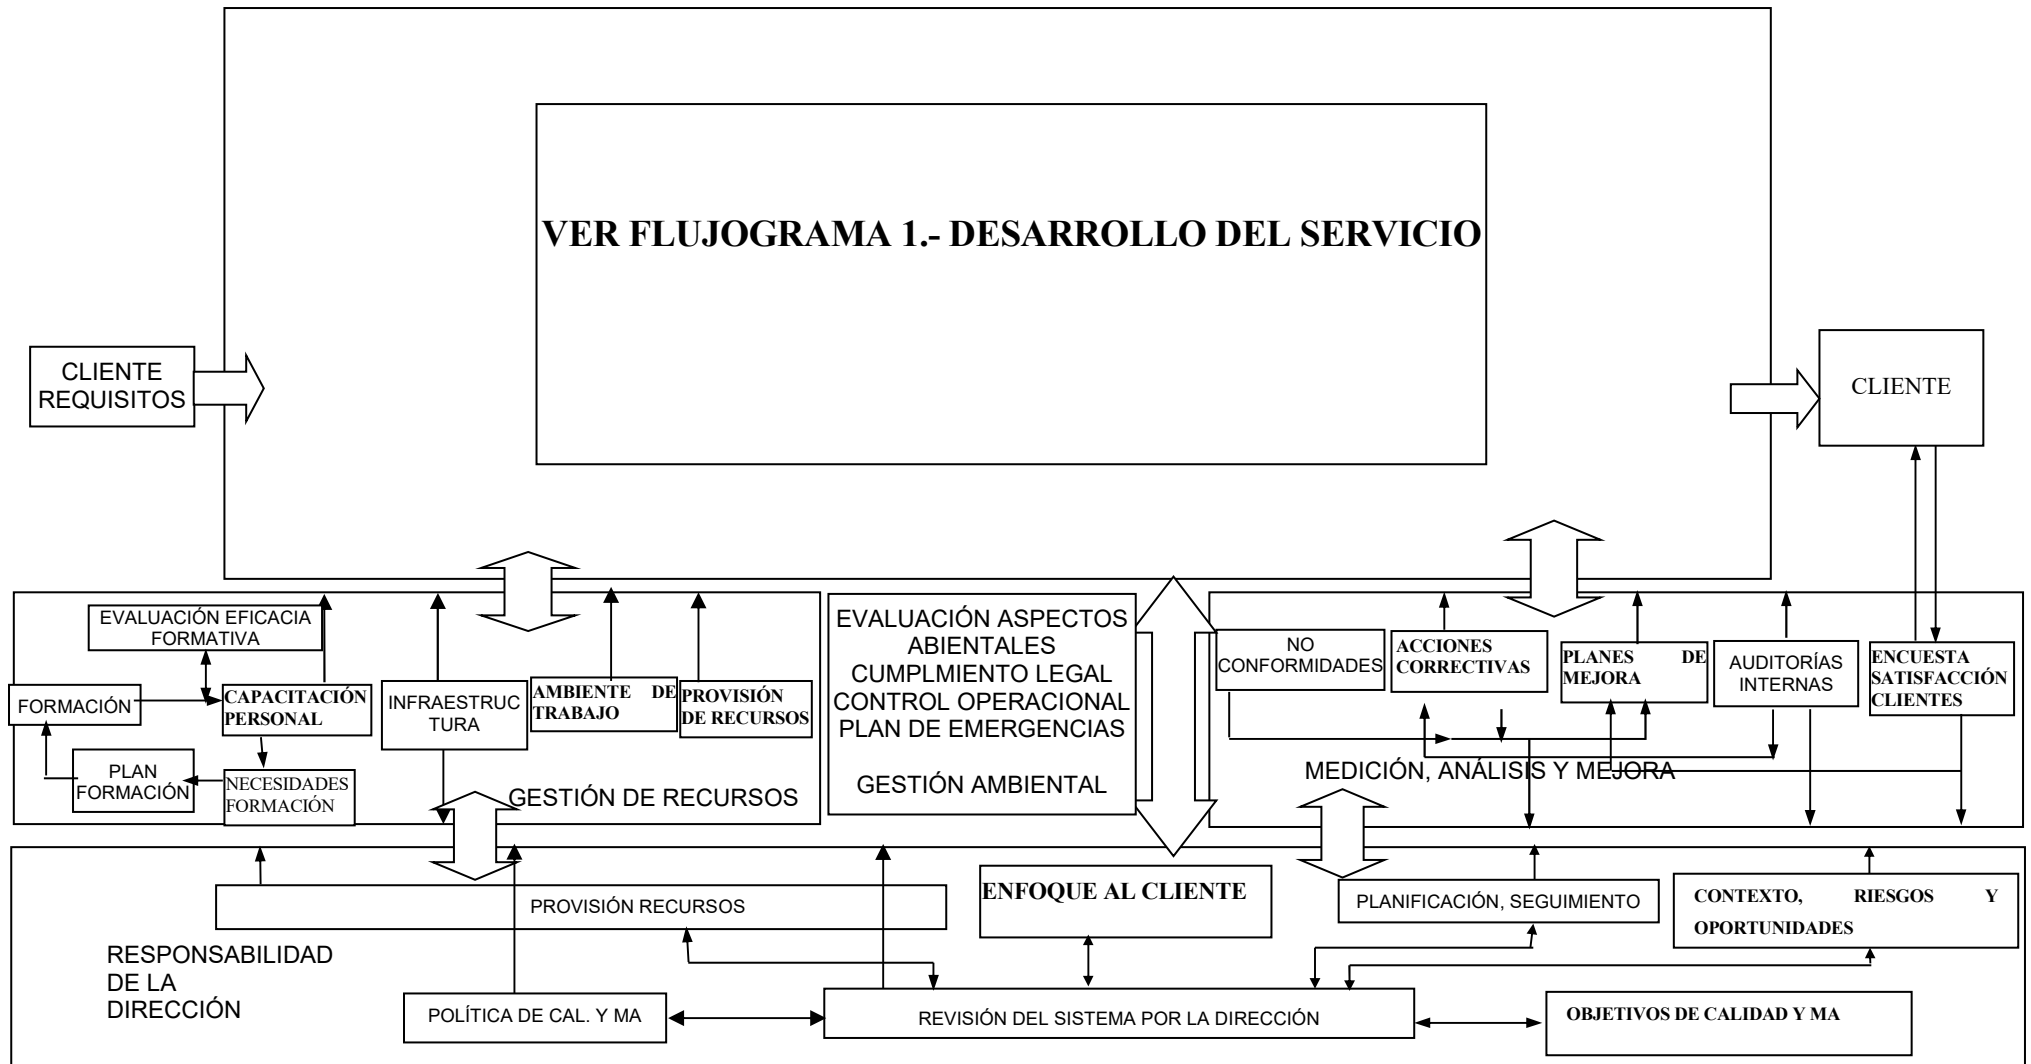 VER FLUJOGRAMA 1.- DESARROLLO DEL SERVICIO
CLIENTE
REQUISITOS
CLIENTE
EVALUACIÓN EFICACIA
FORMATIVA
FORMACIÓN
CAPACITACIÓN
PERSONAL
PLAN
FORMACIÓN
NECESIDADES
FORMACIÓN
INFRAESTRUC
TURA
AMBIENTE DE
TRABAJO
PROVISIÓN
DE RECURSOS
GESTIÓN DE RECURSOS
EVALUACIÓN ASPECTOS
ABIENTALES
CUMPLMIENTO LEGAL
CONTROL OPERACIONAL
PLAN DE EMERGENCIAS
GESTIÓN AMBIENTAL
NO
CONFORMIDADES
ACCIONES
CORRECTIVAS
PLANES DE
MEJORA
AUDITORÍAS
INTERNAS
ENCUESTA
SATISFACCIÓN
CLIENTES
MEDICIÓN, ANÁLISIS Y MEJORA
PROVISIÓN RECURSOS
ENFOQUE AL CLIENTE
PLANIFICACIÓN, SEGUIMIENTO
CONTEXTO, RIESGOS Y
OPORTUNIDADES
RESPONSABILIDAD
DE LA
DIRECCIÓN
POLÍTICA DE CAL. Y MA
REVISIÓN DEL SISTEMA POR LA DIRECCIÓN
OBJETIVOS DE CALIDAD Y MA